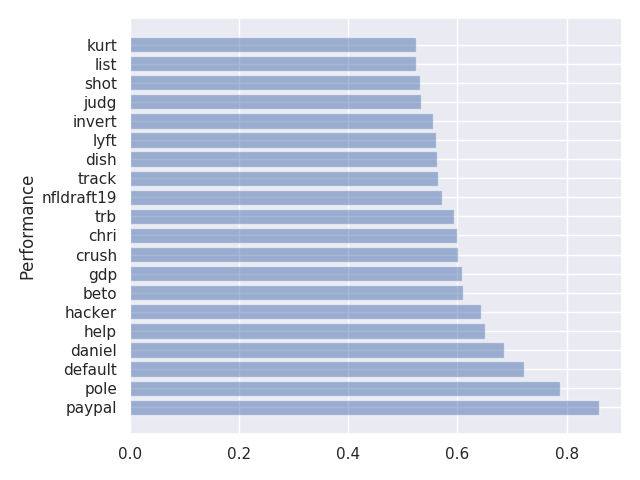 kurt
list
shot
judg
invert
lyft
dish
track
nfldraft19
trb
chri
crush
gdp
beto
hacker
help
daniel
default
pole
paypal
Performance
0.0 0.2 0.4 0.6 0.8